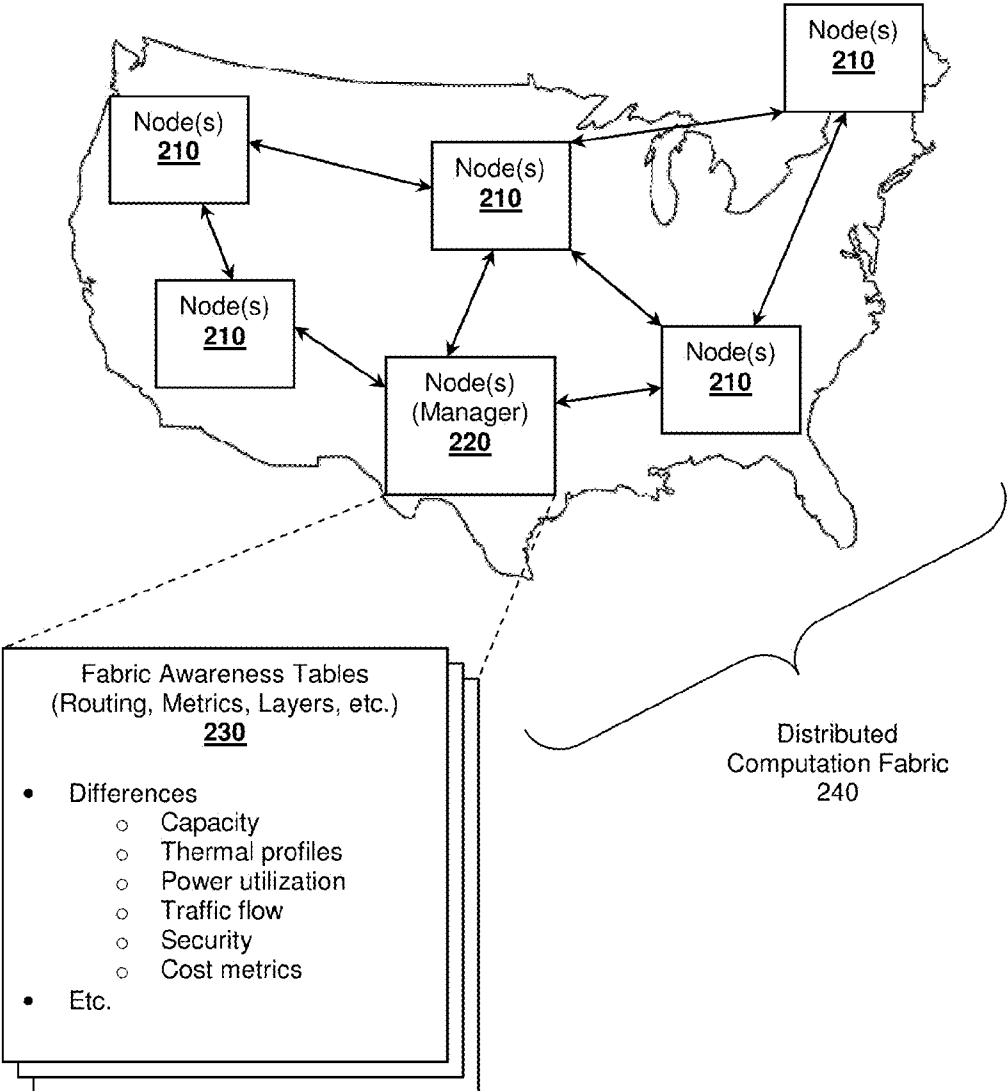 Node(s)
210
Node(s)
210
Node(s)
210
Node(s)
210
Node(s)
210
Node(s)
(Manager)
220
Fabric Awareness Tables
(Routing, Metrics, Layers, etc.)
230
• Differences
o Capacity
o Thermal profiles
o Power utilization
o Traffic flow
o Security
o Cost metrics
• Etc.
Distributed
Computation Fabric
240